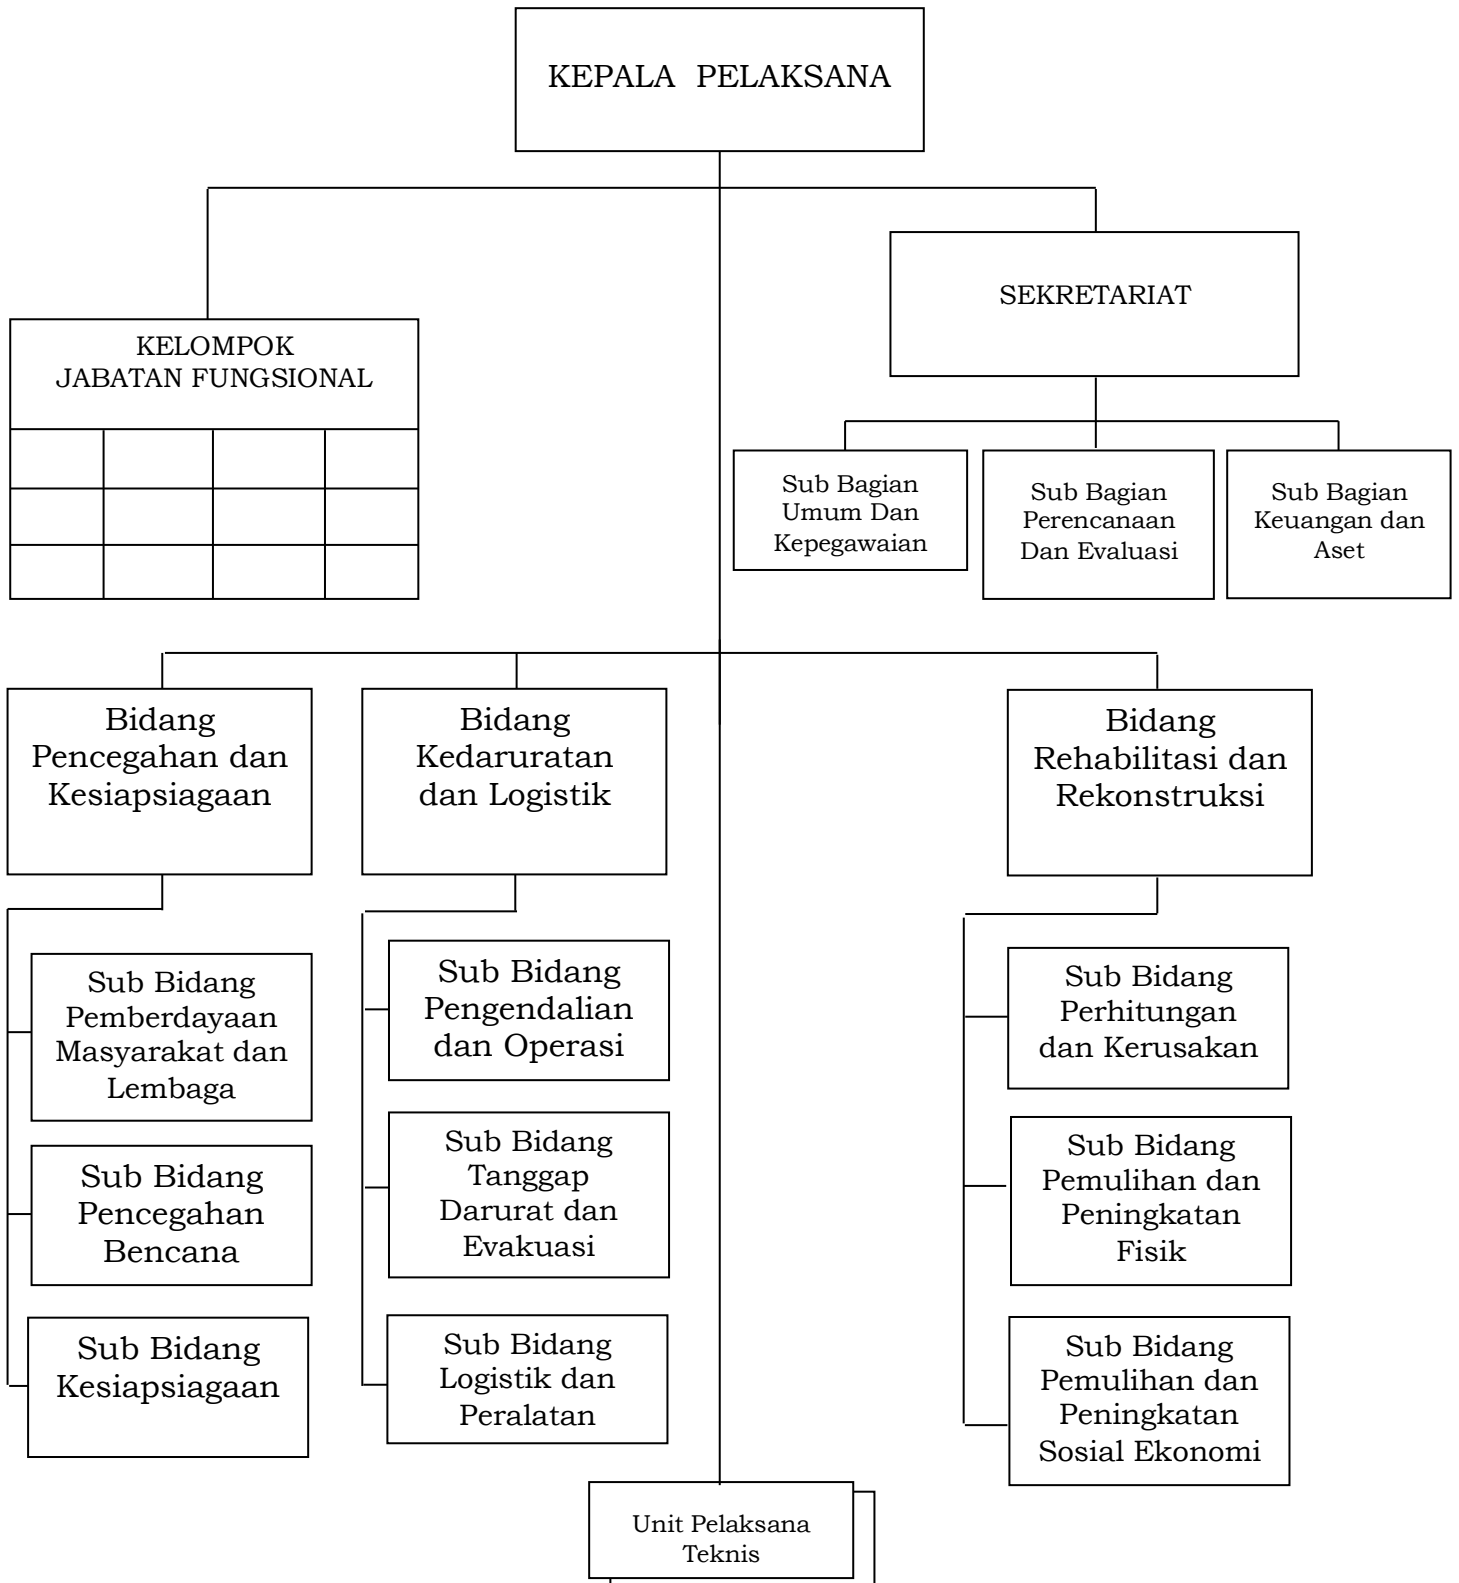 KEPALA PELAKSANA
SEKRETARIAT
KELOMPOK
JABATAN FUNGSIONAL
Sub Bagian
Umum Dan
Kepegawaian
Sub Bagian
Perencanaan
Dan Evaluasi
Sub Bagian
Keuangan dan
Aset
Bidang
Pencegahan dan
Kesiapsiagaan
Bidang
Kedaruratan
dan Logistik
Bidang
Rehabilitasi dan
Rekonstruksi
Sub Bidang
Pemberdayaan
Masyarakat dan
Lembaga
Sub Bidang
Pencegahan
Bencana
Sub Bidang
Kesiapsiagaan
Sub Bidang
Pengendalian
dan Operasi
Sub Bidang
Tanggap
Darurat dan
Evakuasi
Sub Bidang
Logistik dan
Peralatan
Sub Bidang
Perhitungan
dan Kerusakan
Sub Bidang
Pemulihan dan
Peningkatan
Fisik
Sub Bidang
Pemulihan dan
Peningkatan
Sosial Ekonomi
Unit Pelaksana
Teknis